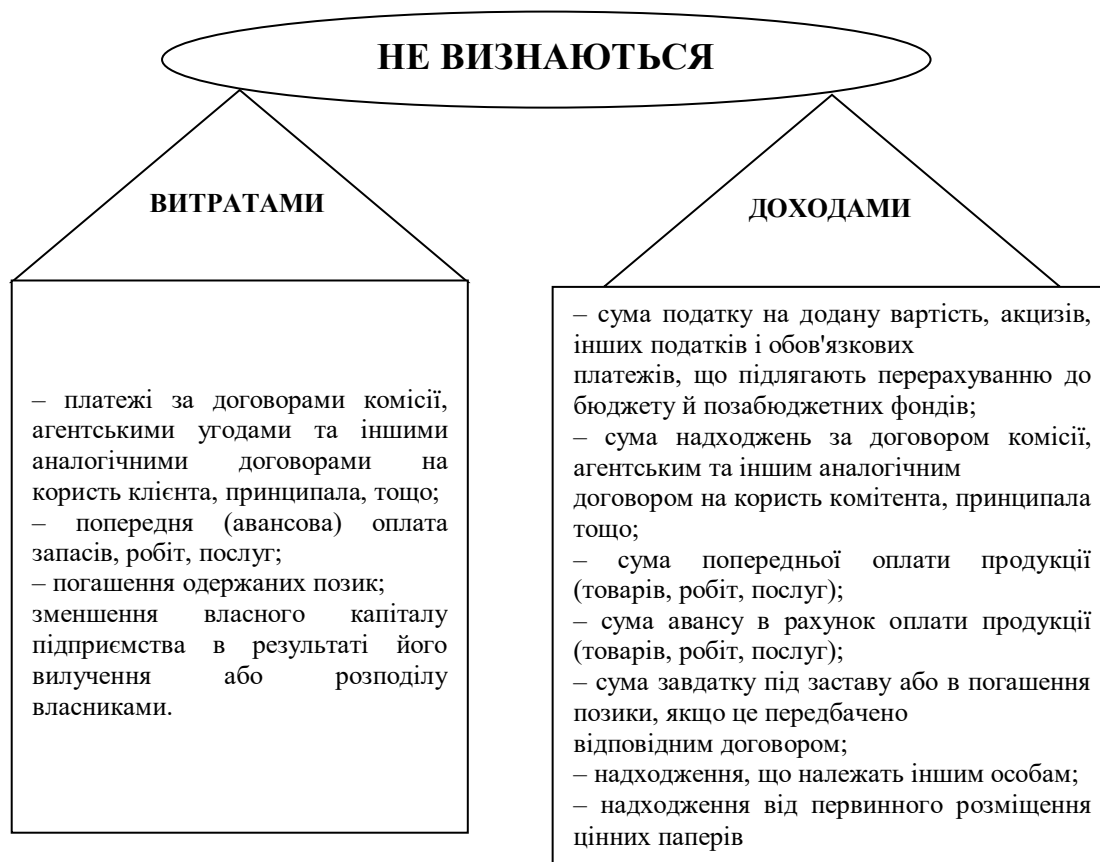 НЕ ВИЗНАЮТЬСЯ
ВИТРАТАМИ
– платежі за договорами комісії,
агентськими угодами та іншими
аналогічними договорами на
користь клієнта, принципала, тощо;
– попередня (авансова) оплата
запасів, робіт, послуг;
– погашення одержаних позик;
зменшення власного капіталу
підприємства в результаті його
вилучення або розподілу
власниками.
ДОХОДАМИ
– сума податку на додану вартість, акцизів,
інших податків і обов'язкових
платежів, що підлягають перерахуванню до
бюджету й позабюджетних фондів;
– сума надходжень за договором комісії,
агентським та іншим аналогічним
договором на користь комітента, принципала
тощо;
– сума попередньої оплати продукції
(товарів, робіт, послуг);
– сума авансу в рахунок оплати продукції
(товарів, робіт, послуг);
– сума завдатку під заставу або в погашення
позики, якщо це передбачено
відповідним договором;
– надходження, що належать іншим особам;
– надходження від первинного розміщення
цінних паперів